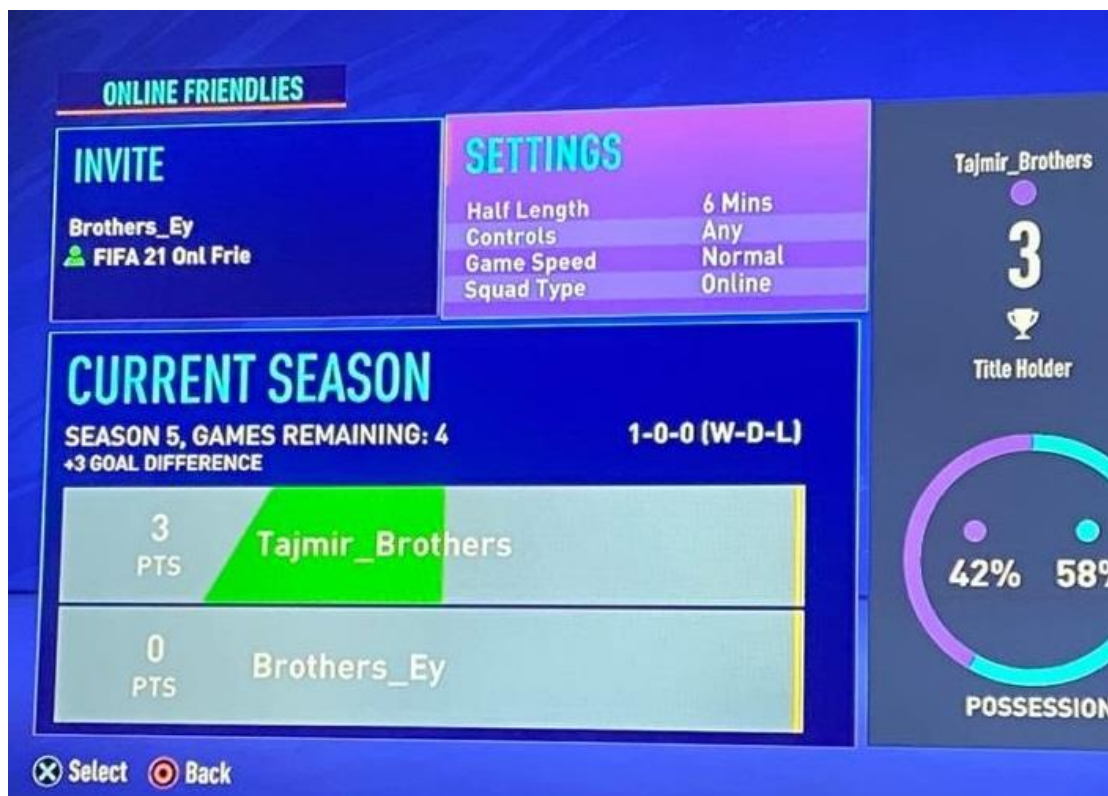 ONLINE FRIENDLIES
INVITE
Brothers_Ey
FIFA 21 Onl Frie
SETTINGS
Half Length 6 Mins
Controls Any
Game Speed Normal
Squad Type Online
CURRENT SEASON
SEASON 5, GAMES REMAINING: 4 1-0-0 (W-D-L)
+3 GOAL DIFFERENCE
3 PTS Tajmir_Brothers
0 PTS Brothers_Ey
Tajmir_Brothers
3
Title Holder
42% 58%
POSSESSION
Select Back